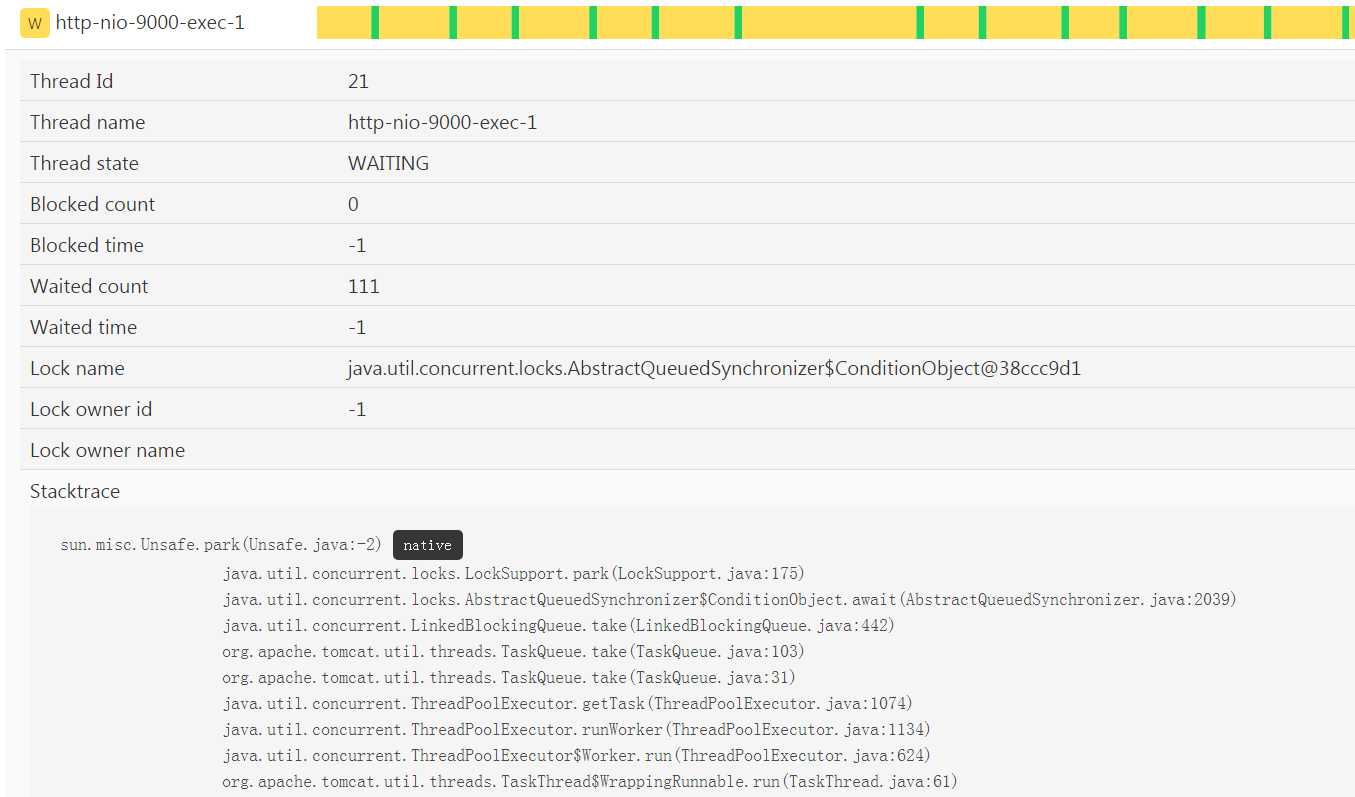 W http-nio-9000-exec-1
Thread Id 21
Thread name http-nio-9000-exec-1
Thread state WAITING
Blocked count 0
Blocked time -1
Waited count 111
Waited time -1
Lock name java.util.concurrent.locks.AbstractQueuedSynchronizer$ConditionObject@38ccc9d1
Lock owner id -1
Lock owner name
Stacktrace
sun.misc.Unsafe.park(Unsafe.java:-2) native
java.util.concurrent.locks.LockSupport.park(LockSupport.java:175)
java.util.concurrent.locks.AbstractQueuedSynchronizer$ConditionObject.await(AbstractQueuedSynchronizer.java:2039)
java.util.concurrent.LinkedBlockingQueue.take(LinkedBlockingQueue.java:442)
org.apache.tomcat.util.threads.TaskQueue.take(TaskQueue.java:103)
org.apache.tomcat.util.threads.TaskQueue.take(TaskQueue.java:31)
java.util.concurrent.ThreadPoolExecutor.getTask(ThreadPoolExecutor.java:1074)
java.util.concurrent.ThreadPoolExecutor.runWorker(ThreadPoolExecutor.java:1134)
java.util.concurrent.ThreadPoolExecutor$Worker.run(ThreadPoolExecutor.java:624)
org.apache.tomcat.util.threads.TaskThread$WrappingRunnable.run(TaskThread.java:61)